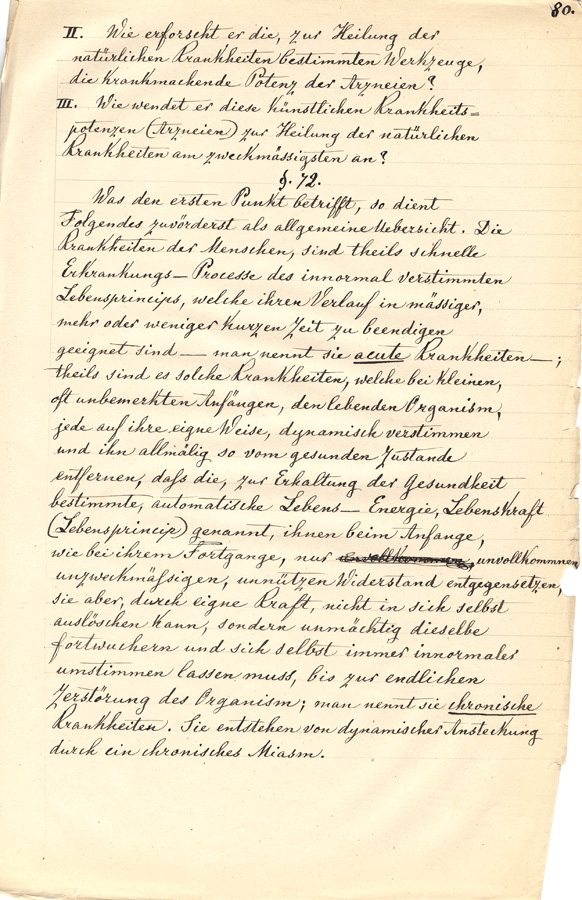 80.
II. Wie erforscht er die, zur Heilung der
natürlichen Krankheiten bestimmten Werkzeuge,
die krankmachende Potenz der Arzneien?
III. Wie wendet er diese künstlichen Krankheits=
potenzen (Arzneien) zur Heilung der natürlichen
Krankheiten am zweckmässigsten an?
§. 72.
Was den ersten Punkt betrifft, so dient
Folgendes zuvörderst als allgemeine Uebersicht. Die
Krankheiten der Menschen, sind theils schnelle
Erkrankungs—Processe des innormal verstimmten
Lebensprincips, welche ihren Verlauf in mässiger,
mehr oder weniger kurzen Zeit zu beendigen
geeignet sind — man nennt sie acute Krankheiten —;
theils sind es solche Krankheiten, welche bei kleinen,
oft unbemerkten Anfängen, den lebenden Organism,
jede auf ihre eigne Weise, dynamisch verstimmen
und ihn allmälig so vom gesunden Zustande
entfernen, daß die, zur Erhaltung der Gesundheit
bestimmte, automatische Lebens—Energie, Lebenskraft
(Lebensprincip) genannt, ihnen beim Anfange,
wie bei ihrem Fortgange, nur unvollkommnen,
unzweckmäßigen, unnützen Widerstand entgegensetzen,
sie aber, durch eigne Kraft, nicht in sich selbst
auslöschen kann, sondern unmächtig dieselbe
fortwuchern und sich selbst immer innormaler
umstimmen lassen muss, bis zur endlichen
Zerstörung des Organism; man nennt sie chronische
Krankheiten. Sie entstehen von dynamischer Ansteckung
durch ein chronisches Miasm.